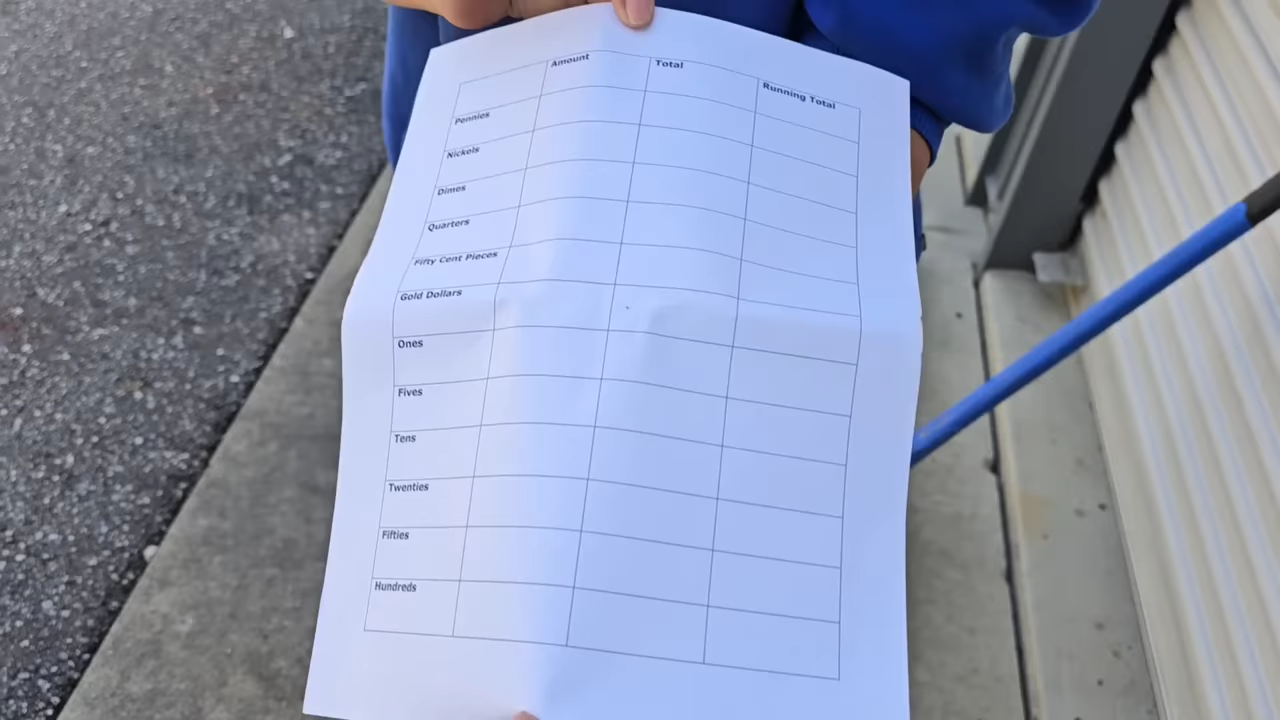 Amount Total Running Total
Pennies
Nickels
Dimes
Quarters
Fifty Cent Pieces
Gold Dollars
Ones
Fives
Tens
Twenties
Fifties
Hundreds